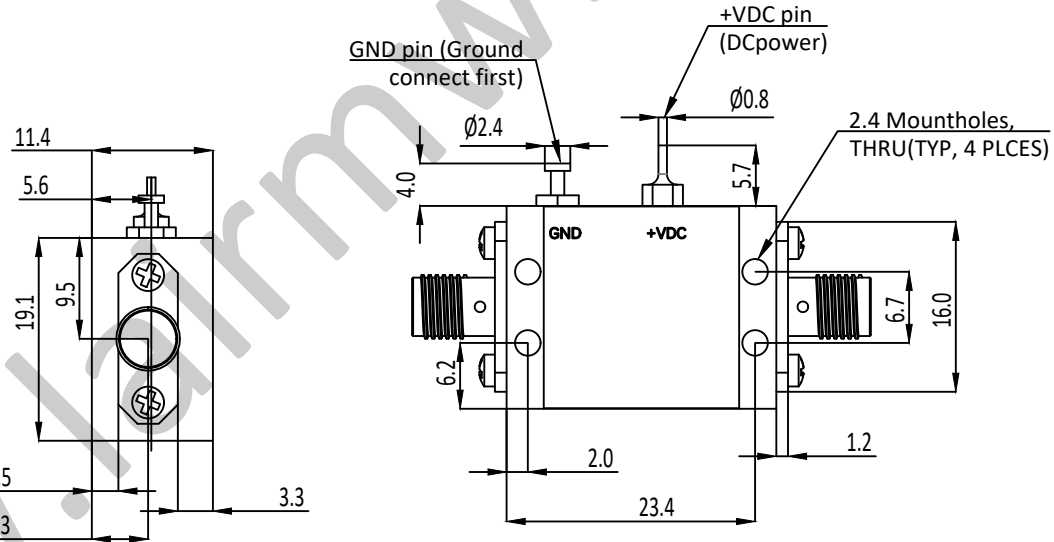 +VDC pin
(DCpower)
GND pin (Ground
connect first)
Ø0.8
Ø2.4
2.4 Mountholes,
THRU(TYP, 4 PLCES)
11.4
5.6
4.0
5.7
GND
+VDC
19.1
9.5
6.2
6.7
16.0
2.0
1.2
23.4
3.3